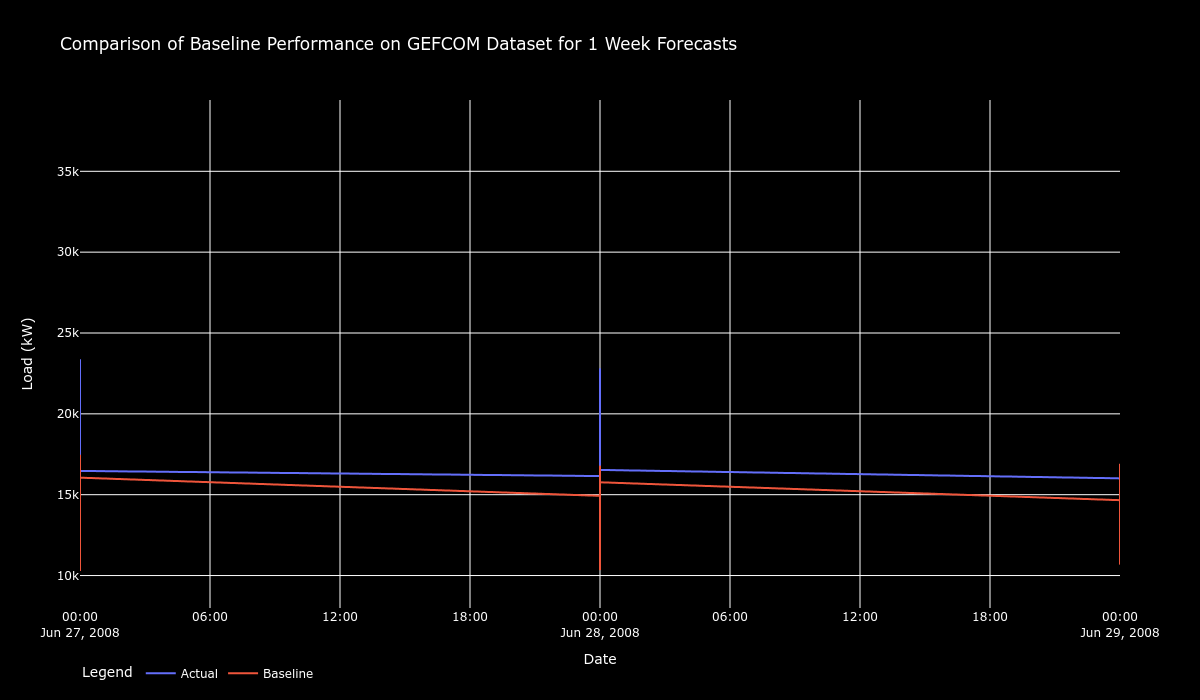 Comparison of Baseline Performance on GEFCOM Dataset for 1 Week Forecasts
35k
30k
25k
20k
15k
10k
Load (kW)
00:00 06:00 12:00 18:00 00:00 06:00 12:00 18:00 00:00
Jun 27, 2008 Jun 28, 2008 Jun 29, 2008
Date
Legend Actual Baseline